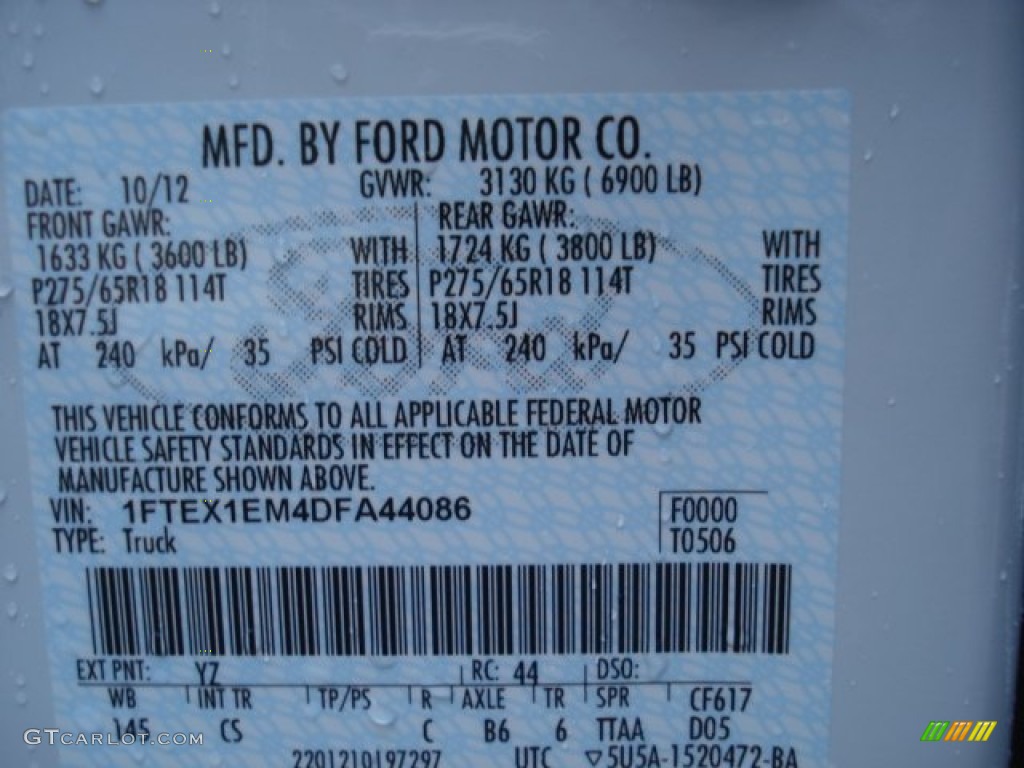 MFD. BY FORD MOTOR CO.
DATE: 10/12 GVWR: 3130 KG ( 6900 LB)
FRONT GAWR: REAR GAWR:
1633 KG ( 3600 LB) WITH 1724 KG ( 3800 LB) WITH
P275/65R18 114T TIRES P275/65R18 114T TIRES
18X7.5J RIMS 18X7.5J RIMS
AT 240 kPa/ 35 PSI COLD AT 240 kPa/ 35 PSI COLD
THIS VEHICLE CONFORMS TO ALL APPLICABLE FEDERAL MOTOR
VEHICLE SAFETY STANDARDS IN EFFECT ON THE DATE OF
MANUFACTURE SHOWN ABOVE.
VIN: 1FTEX1EM4DFA44086 F0000
TYPE: Truck T0506
EXT PNT: YZ RC: 44 DSO:
WB INT TR TP/PS R AXLE TR SPR CF617
145 CS C B6 6 TTAA D05
2201210197297 UTC ▽5U5A-1520472-BA
GTCARLOT.COM